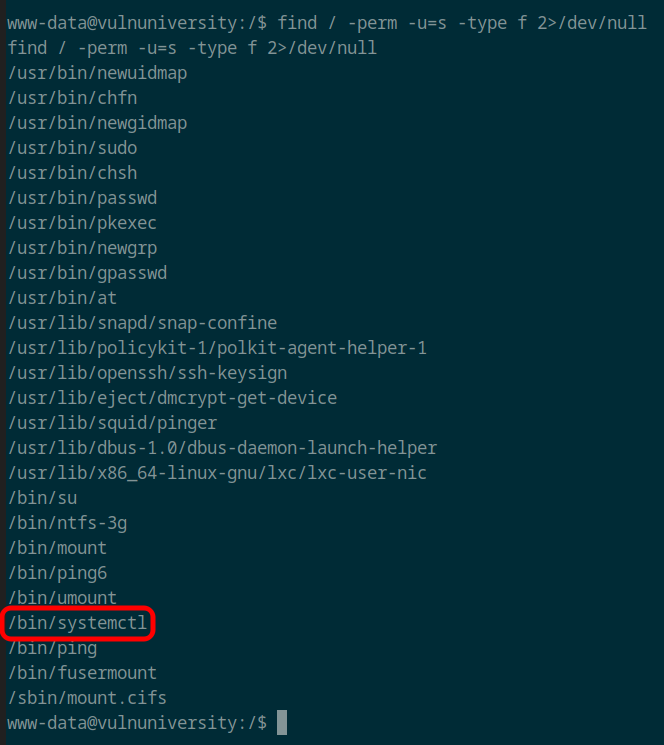 www-data@vulnuniversity:/$ find / -perm -u=s -type f 2>/dev/null
find / -perm -u=s -type f 2>/dev/null
/usr/bin/newuidmap
/usr/bin/chfn
/usr/bin/newgidmap
/usr/bin/sudo
/usr/bin/chsh
/usr/bin/passwd
/usr/bin/pkexec
/usr/bin/newgrp
/usr/bin/gpasswd
/usr/bin/at
/usr/lib/snapd/snap-confine
/usr/lib/policykit-1/polkit-agent-helper-1
/usr/lib/openssh/ssh-keysign
/usr/lib/eject/dmcrypt-get-device
/usr/lib/squid/pinger
/usr/lib/dbus-1.0/dbus-daemon-launch-helper
/usr/lib/x86_64-linux-gnu/lxc/lxc-user-nic
/bin/su
/bin/ntfs-3g
/bin/mount
/bin/ping6
/bin/umount
/bin/systemctl
/bin/ping
/bin/fusermount
/sbin/mount.cifs
www-data@vulnuniversity:/$